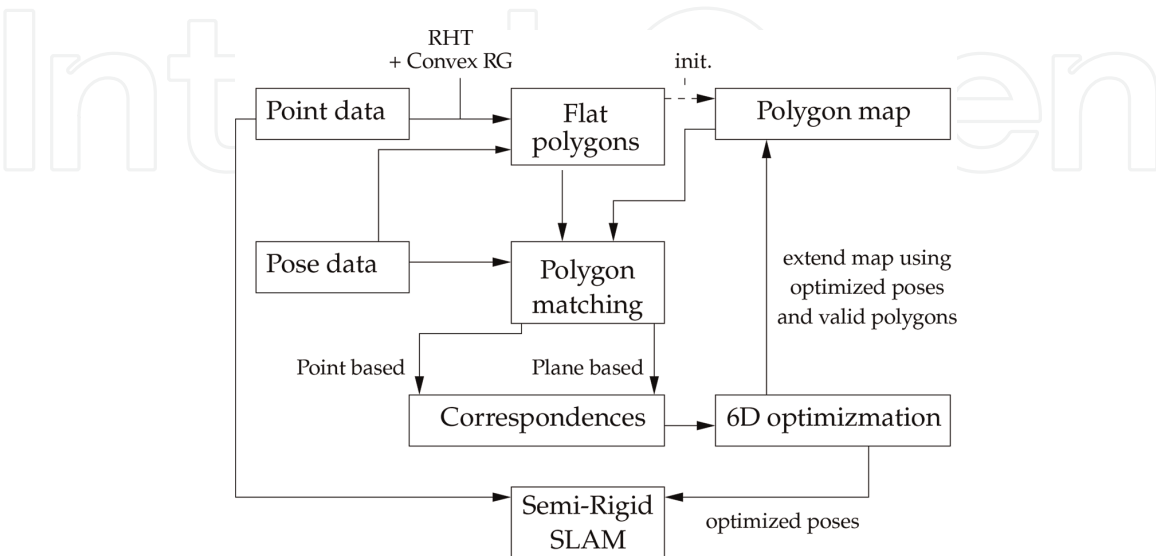 RHT
+ Convex RG
init.
Point data
Flat
polygons
Polygon map
Pose data
Polygon
matching
extend map using
optimized poses
and valid polygons
Point based
Plane based
Correspondences
6D optimizmation
Semi-Rigid
SLAM
optimized poses